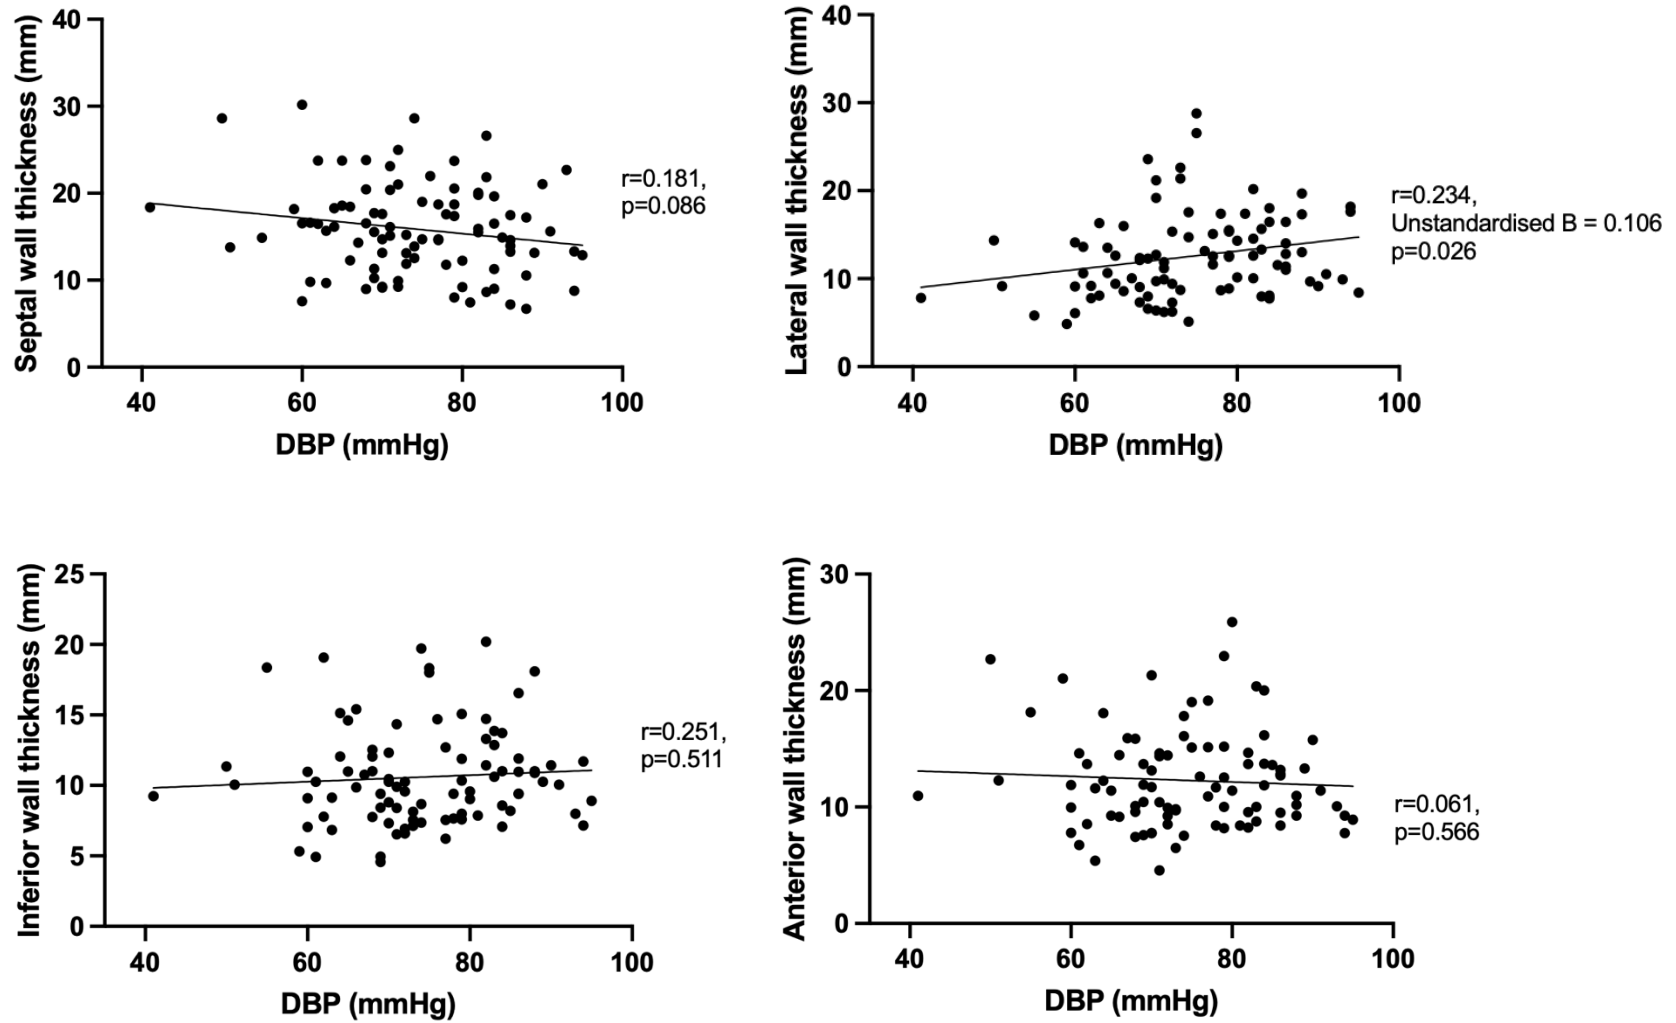 Septal wall thickness (mm)
40
30
20
10
0
40 60 80 100
DBP (mmHg)
r=0.181,
p=0.086
Lateral wall thickness (mm)
40
30
20
10
0
40 60 80 100
DBP (mmHg)
r=0.234,
Unstandardised B = 0.106
p=0.026
Inferior wall thickness (mm)
25
20
15
10
5
0
40 60 80 100
DBP (mmHg)
r=0.251,
p=0.511
Anterior wall thickness (mm)
30
20
10
0
40 60 80 100
DBP (mmHg)
r=0.061,
p=0.566